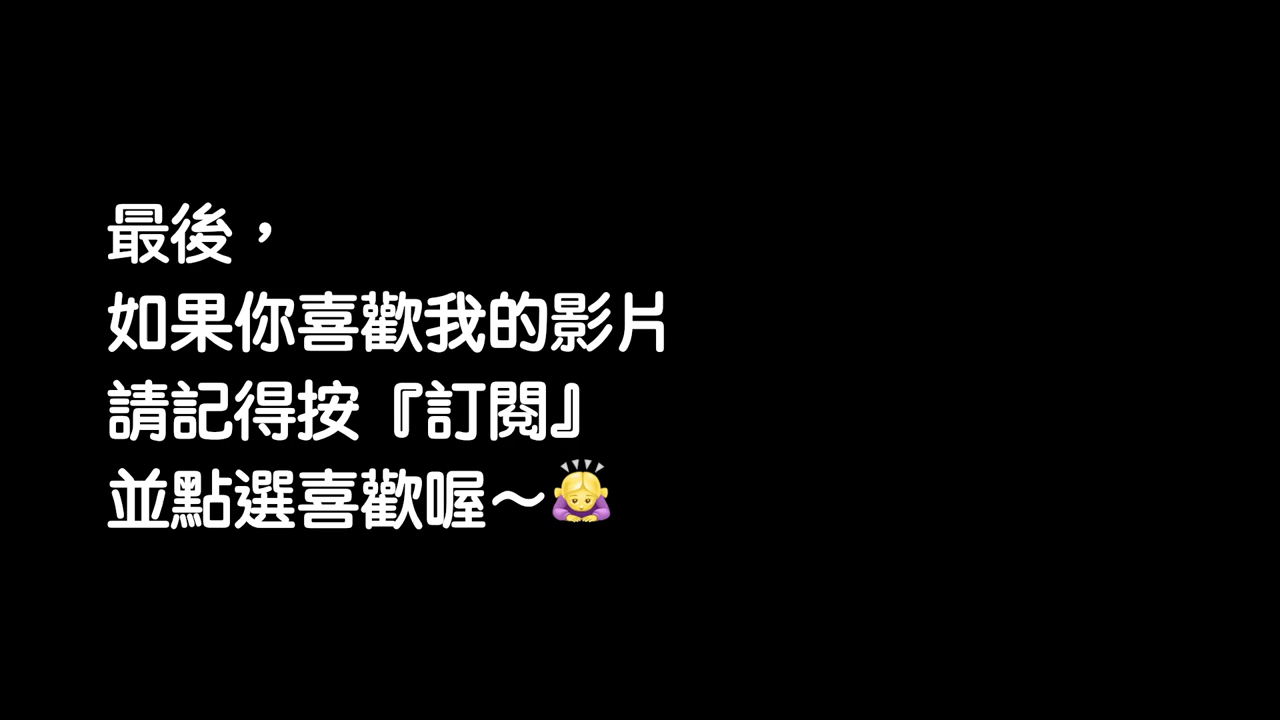 最後，
如果你喜歡我的影片
請記得按『訂閱』
並點選喜歡喔～🙇‍♀️